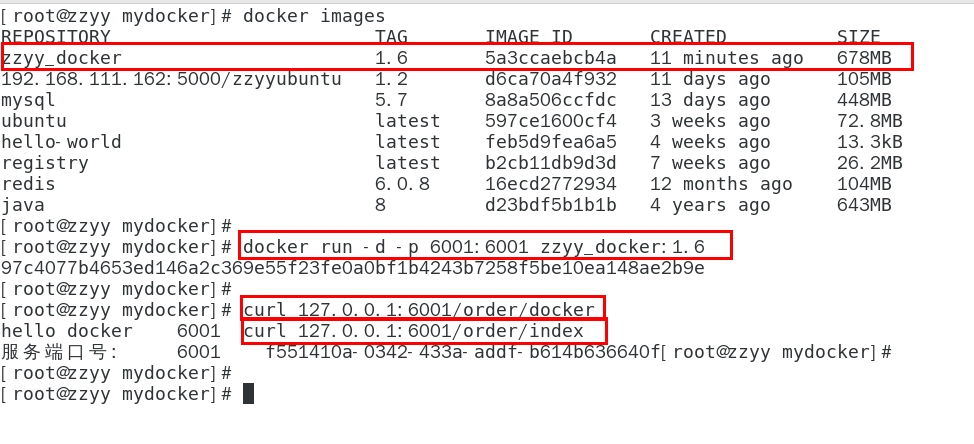 [root@zzyy mydocker]# docker images
REPOSITORY TAG IMAGE ID CREATED SIZE
zzyy_docker 1.6 5a3ccaebcb4a 11 minutes ago 678MB
192.168.111.162:5000/zzyyubuntu 1.2 d6ca70a4f932 11 days ago 105MB
mysql 5.7 8a8a506ccfdc 13 days ago 448MB
ubuntu latest 597ce1600cf4 3 weeks ago 72.8MB
hello-world latest feb5d9fea6a5 4 weeks ago 13.3kB
registry latest b2cb11db9d3d 7 weeks ago 26.2MB
redis 6.0.8 16ecd2772934 12 months ago 104MB
java 8 d23bdf5b1b1b 4 years ago 643MB
[root@zzyy mydocker]#
[root@zzyy mydocker]# docker run -d -p 6001:6001 zzyy_docker:1.6
97c4077b4653ed146a2c369e55f23fe0a0bf1b4243b7258f5be10ea148ae2b9e
[root@zzyy mydocker]#
[root@zzyy mydocker]# curl 127.0.0.1:6001/order/docker
hello docker 6001 curl 127.0.0.1:6001/order/index
服务端口号: 6001 f551410a-0342-433a-addf-b614b636640f[root@zzyy mydocker]#
[root@zzyy mydocker]#
[root@zzyy mydocker]#